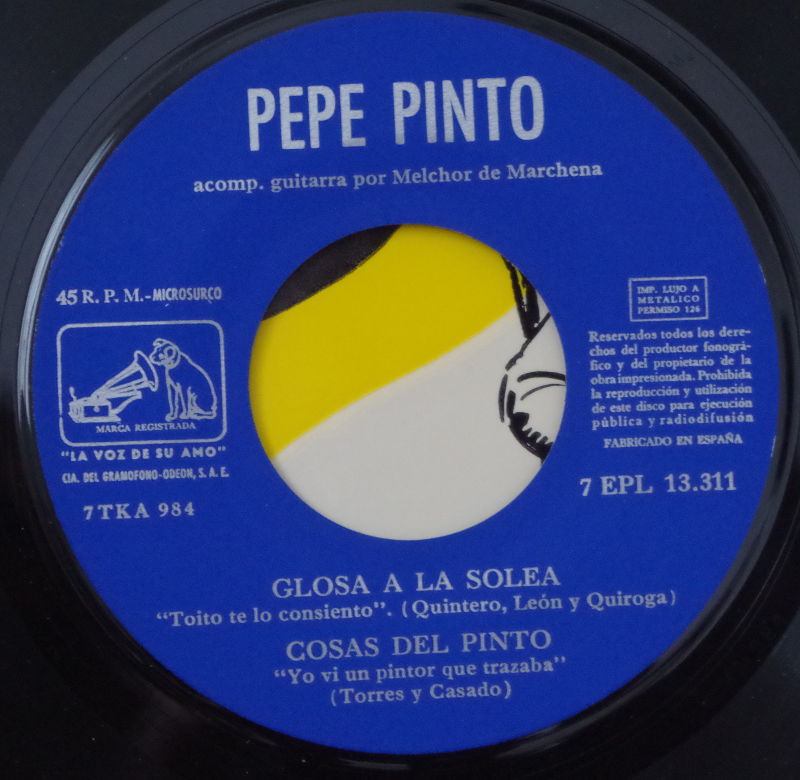 PEPE PINTO
acomp. guitarra por Melchor de Marchena
45 R. P. M.-MICROSURCO
MARCA REGISTRADA
"LA VOZ DE SU AMO"
CIA. DEL GRAMOFONO-ODEON, S. A. E.
7TKA 984
IMP. LUJO A
METALICO
PERMISO 126
Reservados todos los dere-
chos del productor fonográ-
fico y del propietario de la
obra impresionada. Prohibida
la reproducción y utilización
de este disco para ejecución
pública y radiodifusión
FABRICADO EN ESPAÑA
7 EPL 13.311
GLOSA A LA SOLEA
"Toito te lo consiento". (Quintero, León y Quiroga)
COSAS DEL PINTO
"Yo vi un pintor que trazaba"
(Torres y Casado)